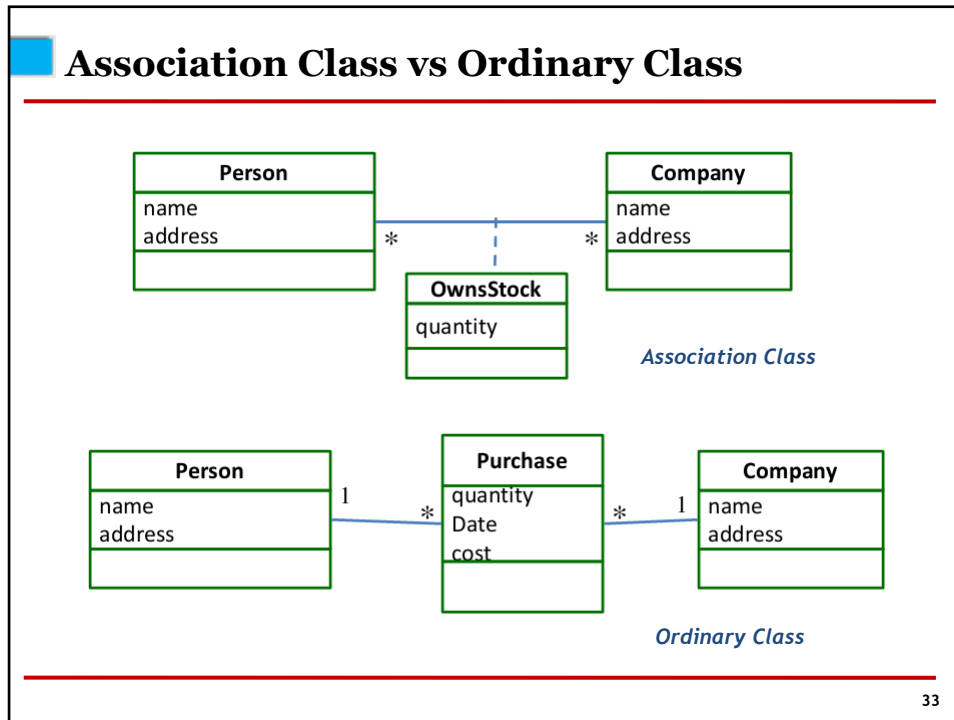 Association Class vs Ordinary Class
Person
name
address
*
*
Company
name
address
OwnsStock
quantity
Association Class
Person
name
address
1
*
Purchase
quantity
Date
cost
*
1
Company
name
address
Ordinary Class
33